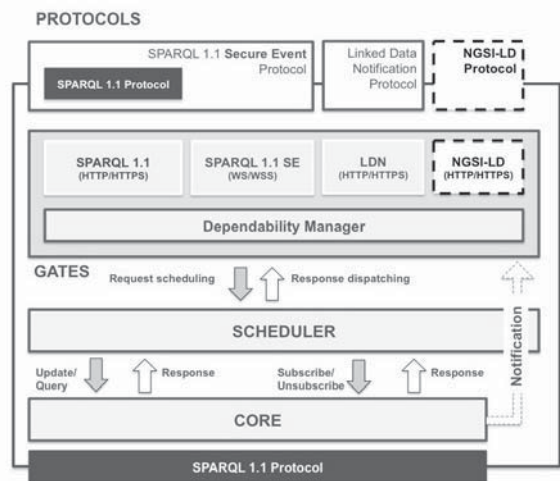 PROTOCOLS
SPARQL 1.1 Secure Event
Protocol
SPARQL 1.1 Protocol
Linked Data
Notification
Protocol
NGSI-LD
Protocol
SPARQL 1.1
(HTTP/HTTPS)
SPARQL 1.1 SE
(WS/WSS)
LDN
(HTTP/HTTPS)
NGSI-LD
(HTTP/HTTPS)
Dependability Manager
GATES
Request scheduling
Response dispatching
SCHEDULER
Update/
Query
Response
Subscribe/
Unsubscribe
Response
Notification
CORE
SPARQL 1.1 Protocol